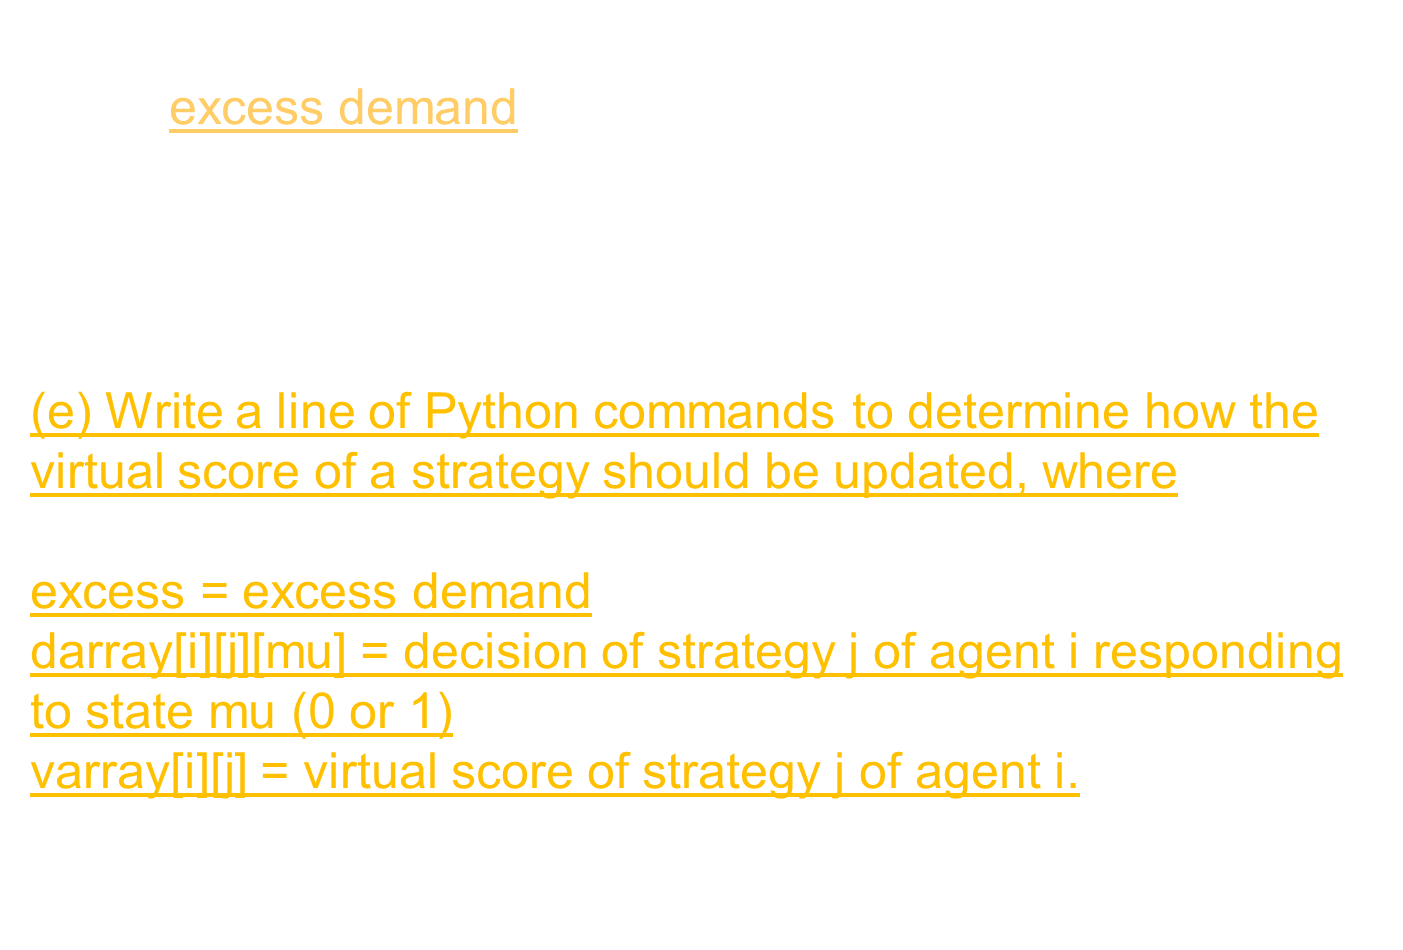 excess demand
(e) Write a line of Python commands to determine how the
virtual score of a strategy should be updated, where
excess = excess demand
darray[i][j][mu] = decision of strategy j of agent i responding
to state mu (0 or 1)
varray[i][j] = virtual score of strategy j of agent i.